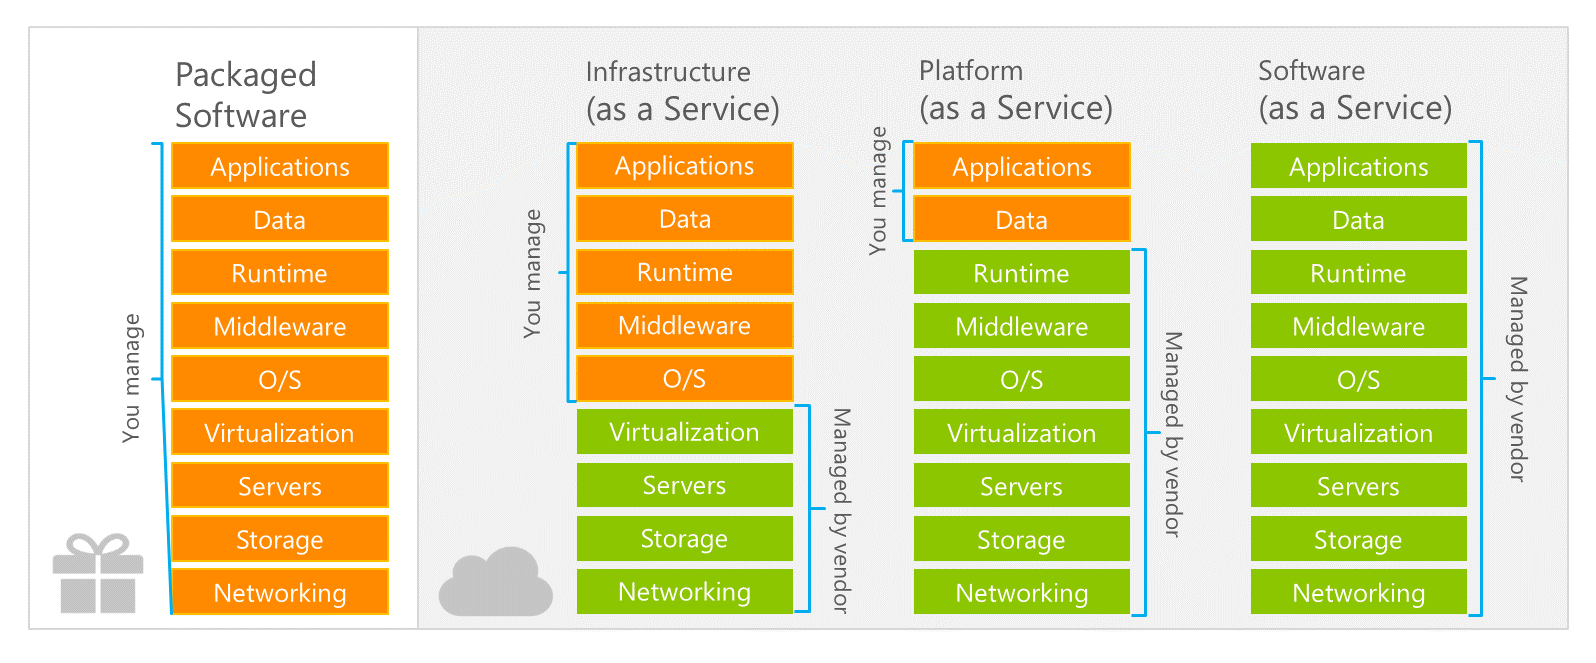 Packaged
Software
You manage
Applications
Data
Runtime
Middleware
O/S
Virtualization
Servers
Storage
Networking
Infrastructure
(as a Service)
You manage
Applications
Data
Runtime
Middleware
O/S
Virtualization
Servers
Storage
Networking
Managed by vendor
Platform
(as a Service)
You manage
Applications
Data
Runtime
Middleware
O/S
Virtualization
Servers
Storage
Networking
Managed by vendor
Software
(as a Service)
Applications
Data
Runtime
Middleware
O/S
Virtualization
Servers
Storage
Networking
Managed by vendor